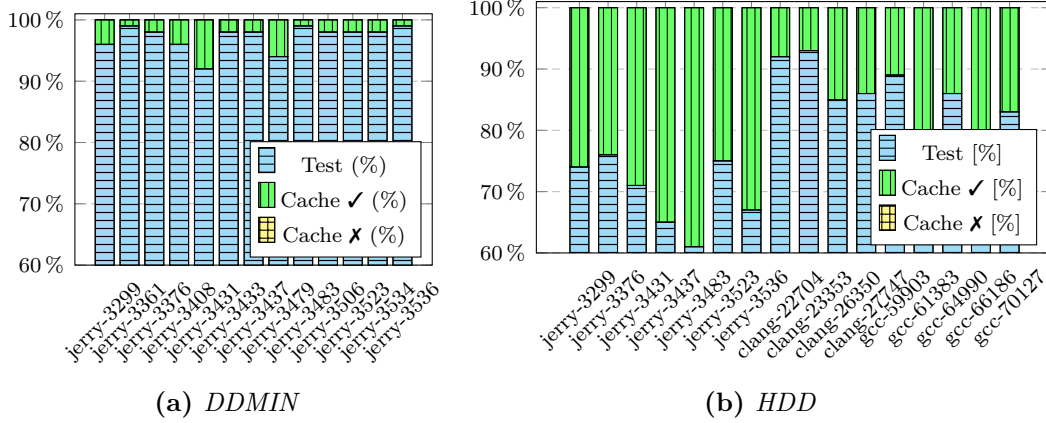 100 %
90 %
80 %
70 %
60 %
Test (%)
Cache ✓ (%)
Cache ✗ (%)
jerry-3299
jerry-3361
jerry-3376
jerry-3408
jerry-3431
jerry-3433
jerry-3437
jerry-3479
jerry-3483
jerry-3506
jerry-3523
jerry-3534
jerry-3536
(a) DDMIN
100 %
90 %
80 %
70 %
60 %
Test [%]
Cache ✓ [%]
Cache ✗ [%]
jerry-3299
jerry-3376
jerry-3431
jerry-3437
jerry-3483
jerry-3523
jerry-3536
clang-22704
clang-23353
clang-26350
clang-27747
gcc-59903
gcc-61383
gcc-64990
gcc-66186
gcc-70127
(b) HDD